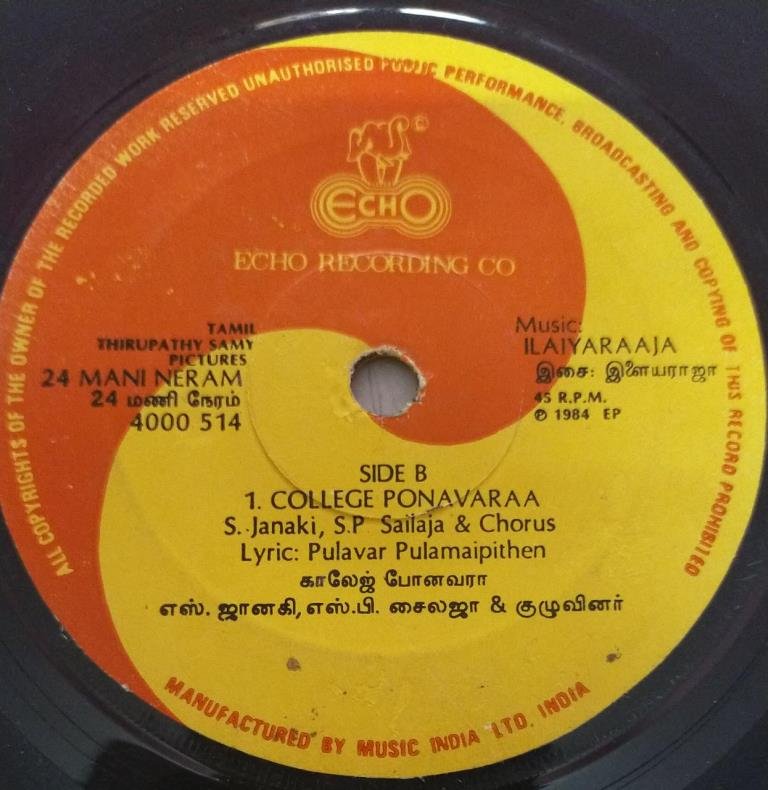 ALL COPYRIGHTS OF THE OWNER OF THE RECORDED WORK RESERVED UNAUTHORISED PUBLIC PERFORMANCE, BROADCASTING AND COPYING OF THIS RECORD PROHIBITED
©
ECHO
ECHO RECORDING CO
TAMIL
THIRUPATHY SAMY
PICTURES
24 MANI NERAM
24 மணி நேரம்
4000 514
Music:
ILAIYARAAJA
இசை: இளையராஜா
45 R.P.M.
℗ 1984 EP
SIDE B
1. COLLEGE PONAVARAA
S. Janaki, S.P. Sailaja & Chorus
Lyric: Pulavar Pulamaipithen
காலேஜ் போனவரா
எஸ். ஜானகி, எஸ்.பி. சைலஜா & குழுவினர்
MANUFACTURED BY MUSIC INDIA LTD. INDIA